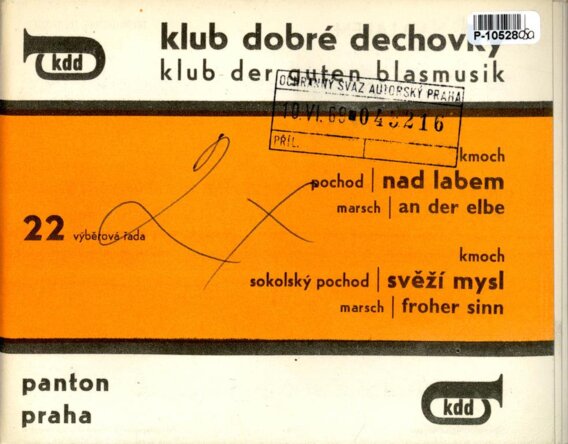 kdd
klub dobré dechovky
klub der guten blasmusik
P-10528
OCHRANNÝ SVAZ AUTORSKÝ PRAHA
10.VI.69 043216
PŘÍL.
kmoch
pochod | nad labem
marsch | an der elbe
22 výběrová řada
2x
kmoch
sokolský pochod | svěží mysl
marsch | froher sinn
panton
praha
kdd